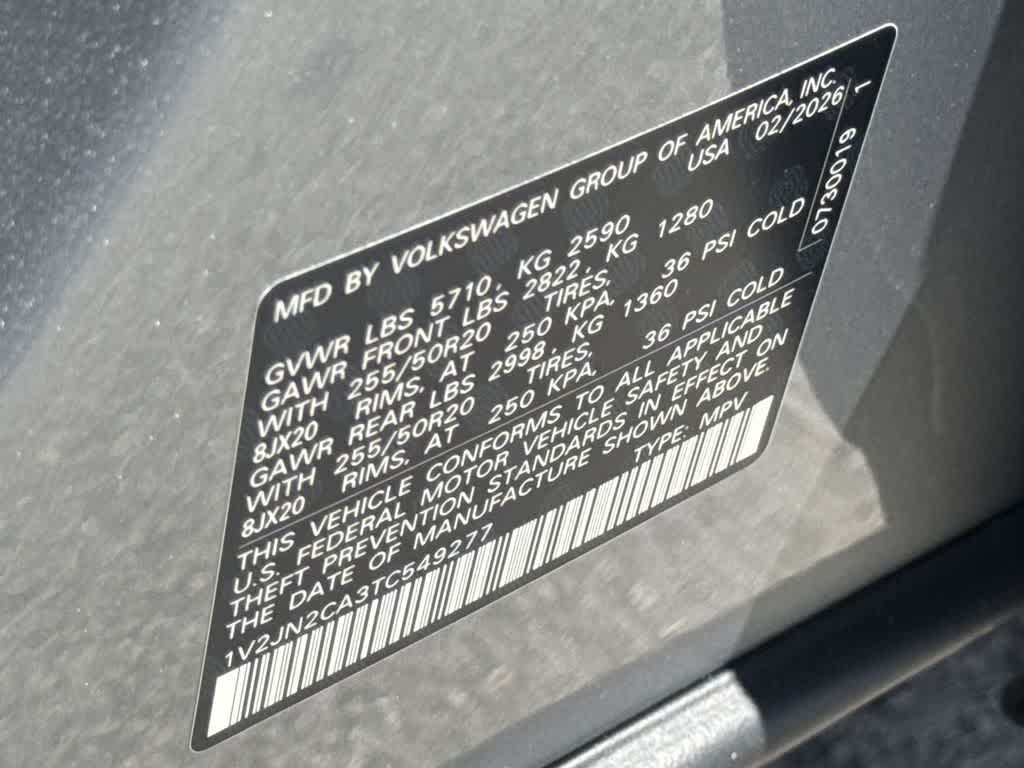 MFD BY VOLKSWAGEN GROUP OF AMERICA, INC.
USA 02/2026
GVWR LBS 5710, KG 2590
GAWR FRONT LBS 2822, KG 1280
WITH 255/50R20 TIRES,
8JX20 RIMS, AT 250 KPA, 36 PSI COLD
GAWR REAR LBS 2998, KG 1360
WITH 255/50R20 TIRES,
8JX20 RIMS, AT 250 KPA, 36 PSI COLD
THIS VEHICLE CONFORMS TO ALL APPLICABLE
U.S. FEDERAL MOTOR VEHICLE SAFETY AND
THEFT PREVENTION STANDARDS IN EFFECT ON
THE DATE OF MANUFACTURE SHOWN ABOVE.
1V2JN2CA3TC549277 TYPE: MPV
0730019 1